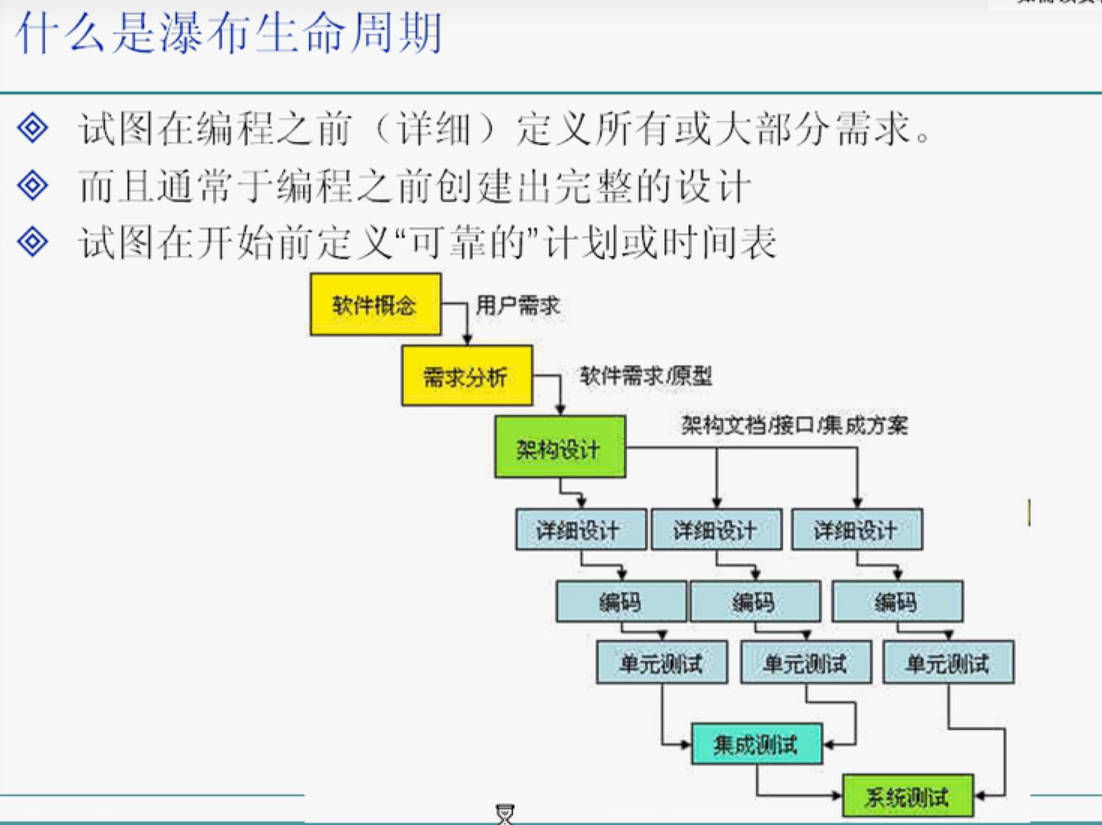 什么是瀑布生命周期
试图在编程之前（详细）定义所有或大部分需求。
而且通常于编程之前创建出完整的设计
试图在开始前定义“可靠的”计划或时间表
软件概念
用户需求
需求分析
软件需求/原型
架构设计
架构文档/接口/集成方案
详细设计 详细设计 详细设计
编码 编码 编码
单元测试 单元测试 单元测试
集成测试
系统测试